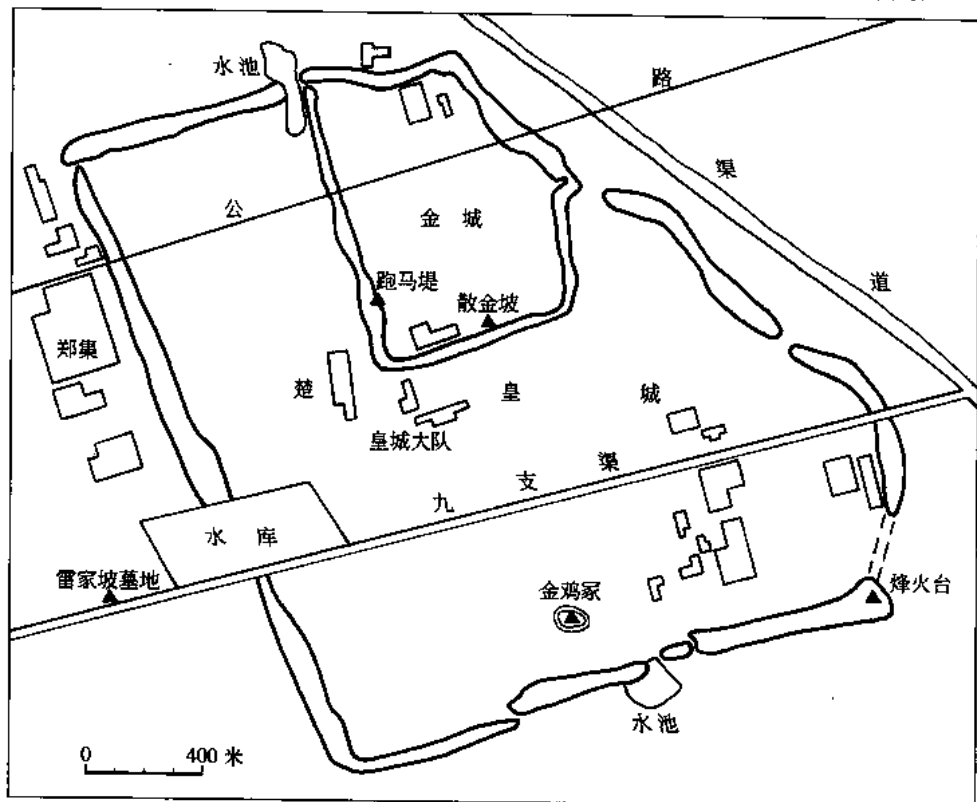 水池
公路
渠道
金城
跑马堤
散金坡
郑集
楚皇城
皇城大队
九支渠
水库
雷家坡墓地
金鸡冢
烽火台
水池
0 400 米